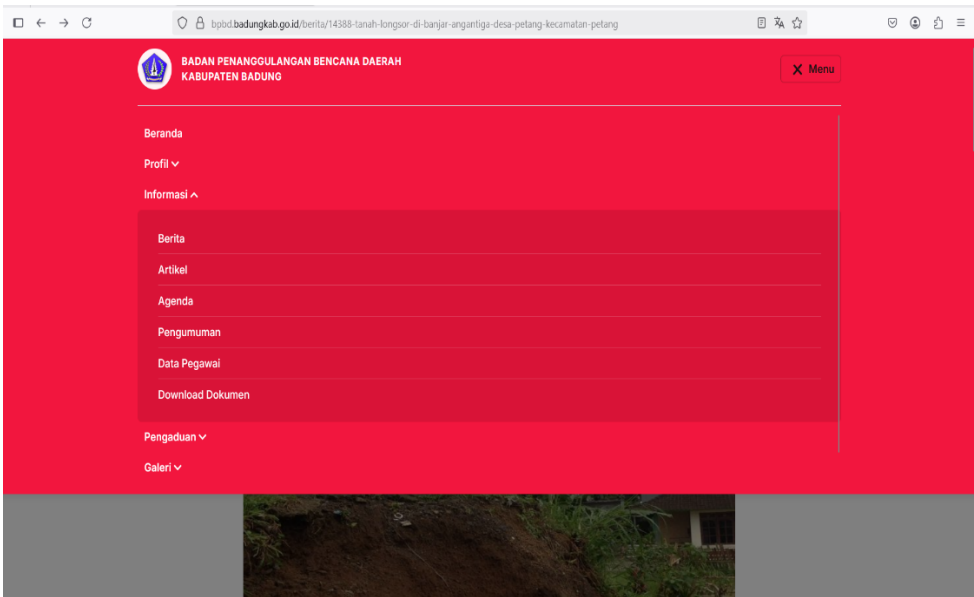 bpbd.badungkab.go.id/berita/14388-tanah-longsor-di-banjar-angantiga-desa-petang-kecamatan-petang
BADAN PENANGGULANGAN BENCANA DAERAH
KABUPATEN BADUNG
Menu
Beranda
Profil
Informasi
Berita
Artikel
Agenda
Pengumuman
Data Pegawai
Download Dokumen
Pengaduan
Galeri